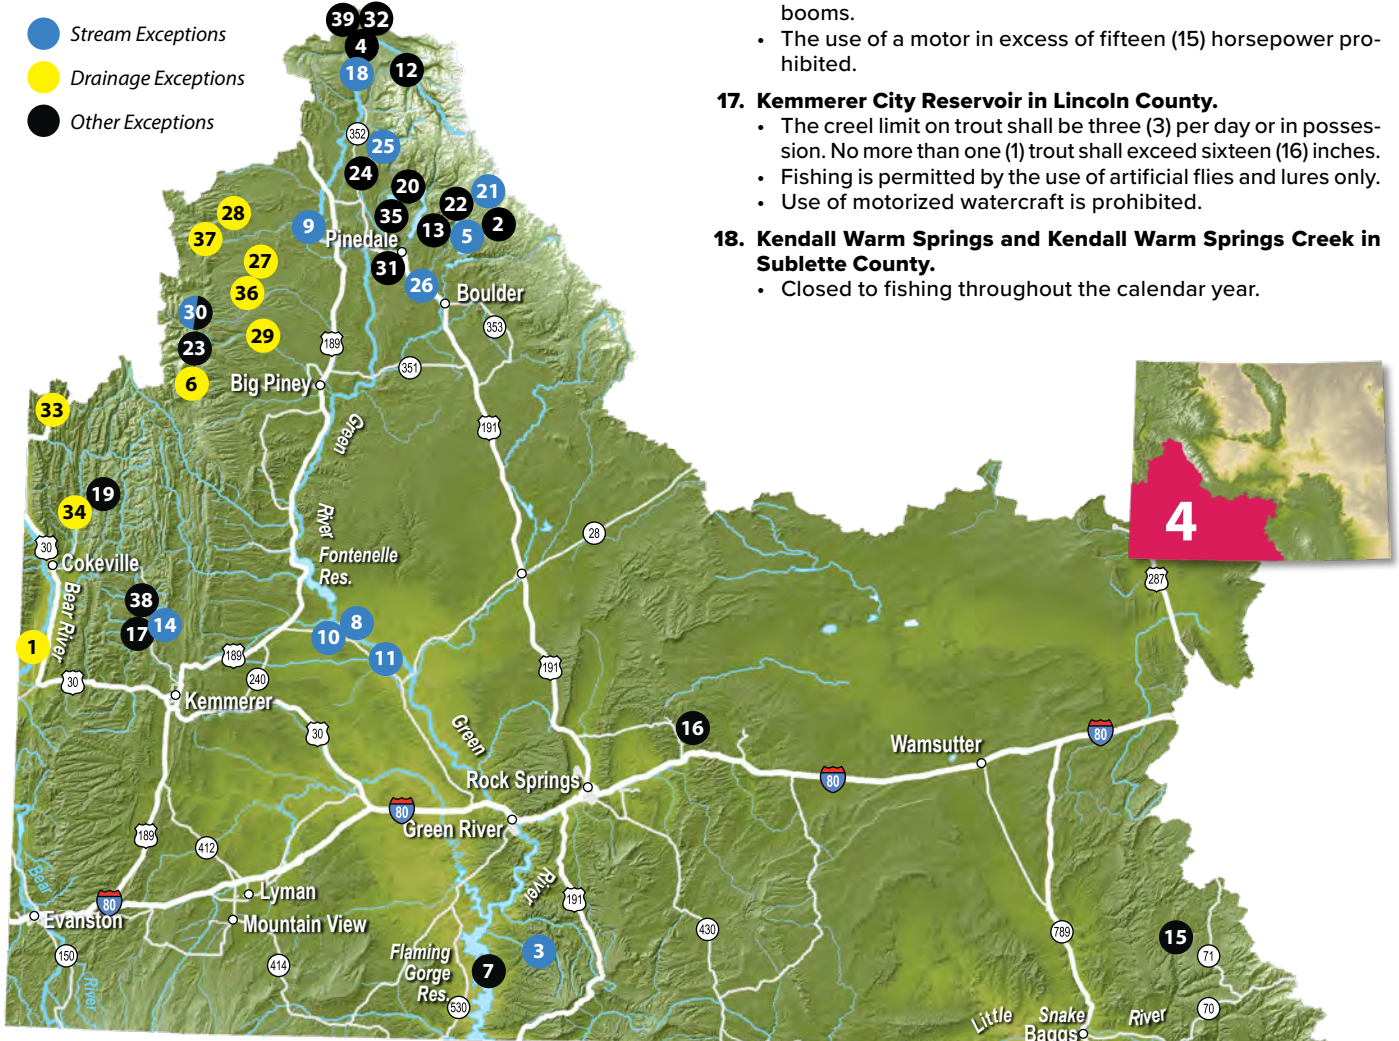 Stream Exceptions
Drainage Exceptions
Other Exceptions
booms.
• The use of a motor in excess of fifteen (15) horsepower pro-
hibited.
17. Kemmerer City Reservoir in Lincoln County.
• The creel limit on trout shall be three (3) per day or in posses-
sion. No more than one (1) trout shall exceed sixteen (16) inches.
• Fishing is permitted by the use of artificial flies and lures only.
• Use of motorized watercraft is prohibited.
18. Kendall Warm Springs and Kendall Warm Springs Creek in
Sublette County.
• Closed to fishing throughout the calendar year.
39
32
4
18
12
352
25
24
20
21
22
35
28
9
13
5
2
37
Pinedale
27
31
26
36
Boulder
30
353
29
189
23
351
6
Big Piney
33
Green
191
4
19
34
River
28
30
Cokeville
Fontenelle
Res.
287
38
Bear River
14
17
8
10
1
11
189
191
240
30
Kemmerer
16
30
Green
80
Wamsutter
Rock Springs
80
80
Green River
189
412
Bear
River
Lyman
191
80
Evanston
Mountain View
430
789
15
150
414
Flaming
Gorge
Res.
3
7
71
River
530
70
Little Snake River
Baggs